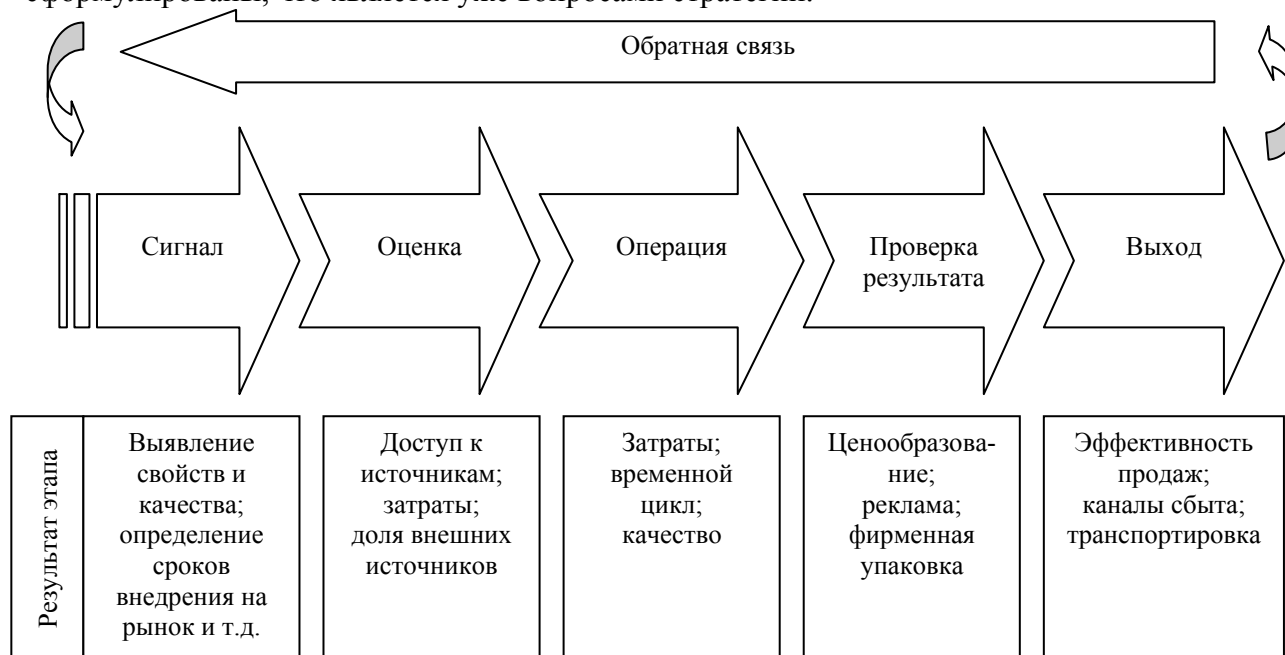 сформулированы, что является уже вопросами стратегии.
Обратная связь
Сигнал
Оценка
Операция
Проверка
результата
Выход
Результат этапа
Выявление
свойств и
качества;
определение
сроков
внедрения на
рынок и т.д.
Доступ к
источникам;
затраты;
доля внешних
источников
Затраты;
временной
цикл;
качество
Ценообразова-
ние;
реклама;
фирменная
упаковка
Эффективность
продаж;
каналы сбыта;
транспортировка